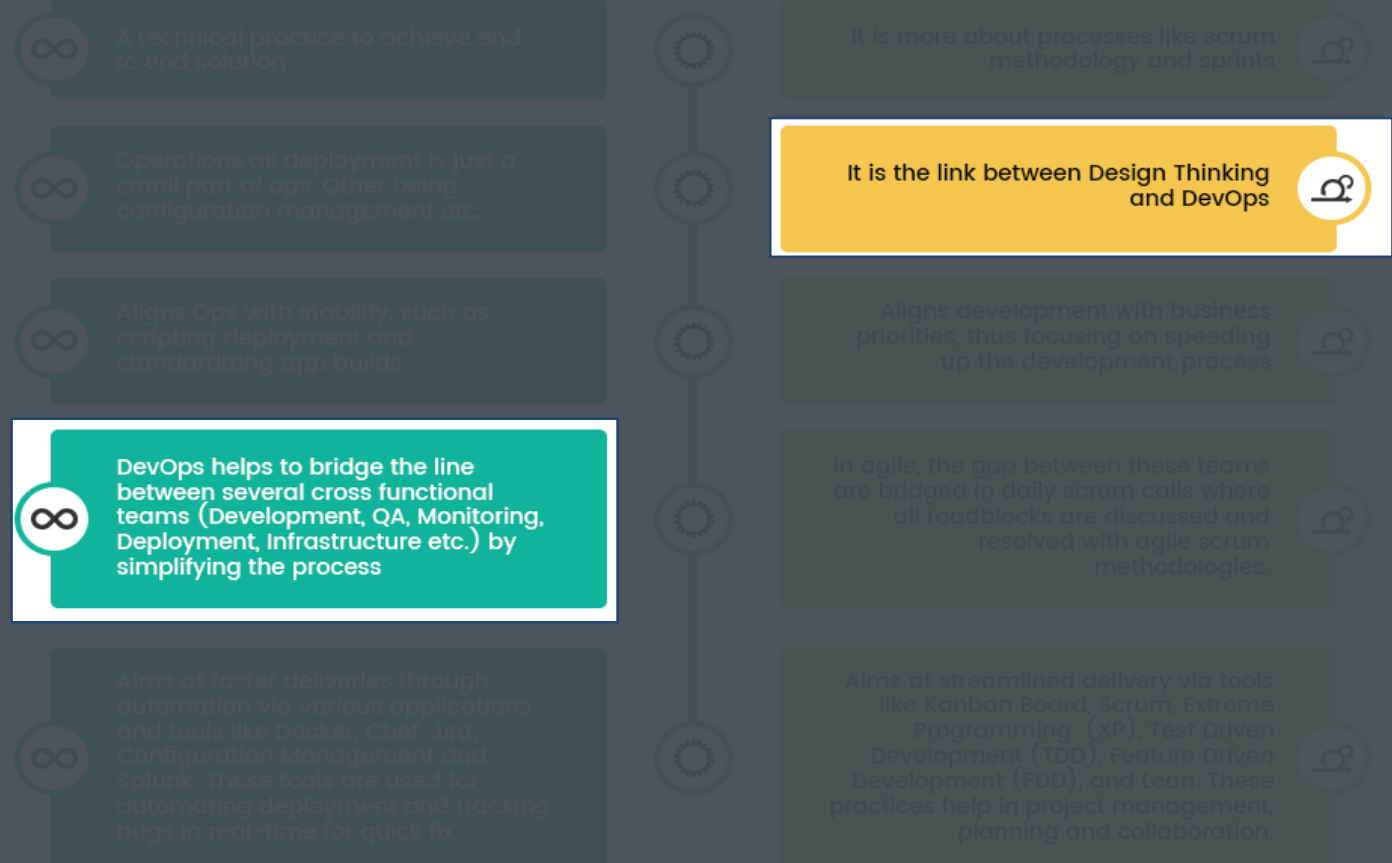 A technical practice to achieve end
to end solution
It is more about processes like scrum
methodology and sprints
Operations as deployment is just a
small part of ops. Other being
configuration management etc.
It is the link between Design Thinking
and DevOps
Aligns Ops with stability, such as
scripting deployment and
standardizing app builds
Aligns development with business
priorities, thus focusing on speeding
up the development process
DevOps helps to bridge the line
between several cross functional
teams (Development, QA, Monitoring,
Deployment, Infrastructure etc.) by
simplifying the process
In agile, the gap between these teams
are bridged in daily scrum calls where
all roadblocks are discussed and
resolved with agile scrum
methodologies.
Aims at faster deliveries through
automation via various applications
and tools like Docker, Chef, Jira,
Configuration Management and
Splunk. These tools are used for
automating deployment and tracking
bugs in real-time for quick fix.
Aims at streamlined delivery via tools
like Kanban Board, Scrum, Extreme
Programming (XP), Test Driven
Development (TDD), Feature Driven
Development (FDD), and Lean. These
practices help in project management,
planning and collaboration.